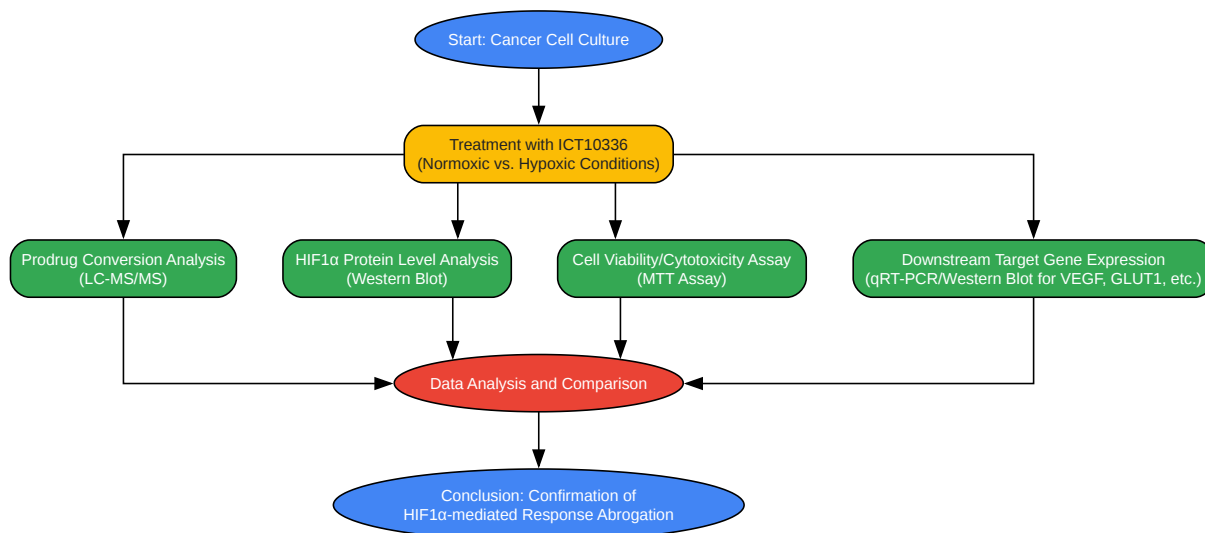 Start: Cancer Cell Culture
Treatment with ICT10336
(Normoxic vs. Hypoxic Conditions)
Prodrug Conversion Analysis
(LC-MS/MS)
HIF1α Protein Level Analysis
(Western Blot)
Cell Viability/Cytotoxicity Assay
(MTT Assay)
Downstream Target Gene Expression
(qRT-PCR/Western Blot for VEGF, GLUT1, etc.)
Data Analysis and Comparison
Conclusion: Confirmation of
HIF1α-mediated Response Abrogation